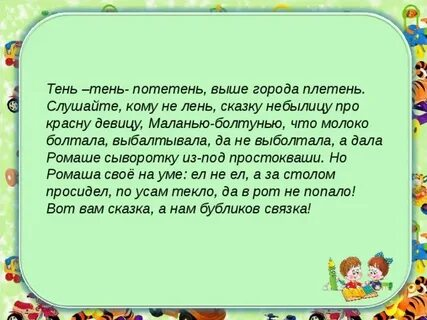 Тень –тень- потетень, выше города плетень.
Слушайте, кому не лень, сказку небылицу про
красну девицу, Маланью-болтунью, что молоко
болтала, выбалтывала, да не выболтала, а дала
Ромаше сыворотку из-под простокваши. Но
Ромаша своё на уме: ел не ел, а за столом
просидел, по усам текло, да в рот не попало!
Вот вам сказка, а нам бубликов связка!